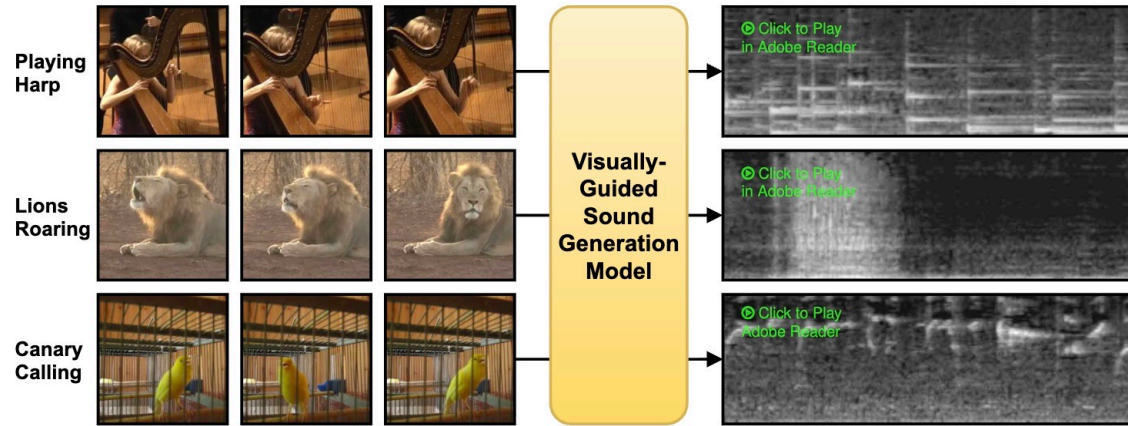 Playing
Harp
Click to Play
in Adobe Reader
Visually-
Guided
Sound
Generation
Model
Lions
Roaring
Click to Play
in Adobe Reader
Canary
Calling
Click to Play
Adobe Reader